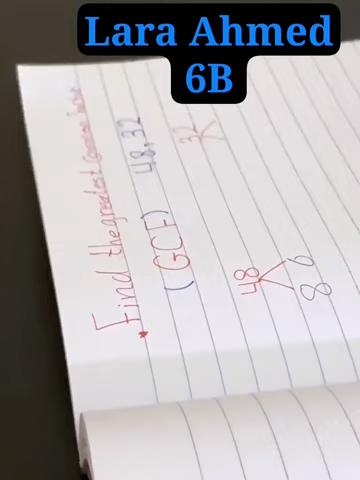 Lara Ahmed
6B
Find the greatest Common Factor
(GCF) 48,32
48 32
8 6